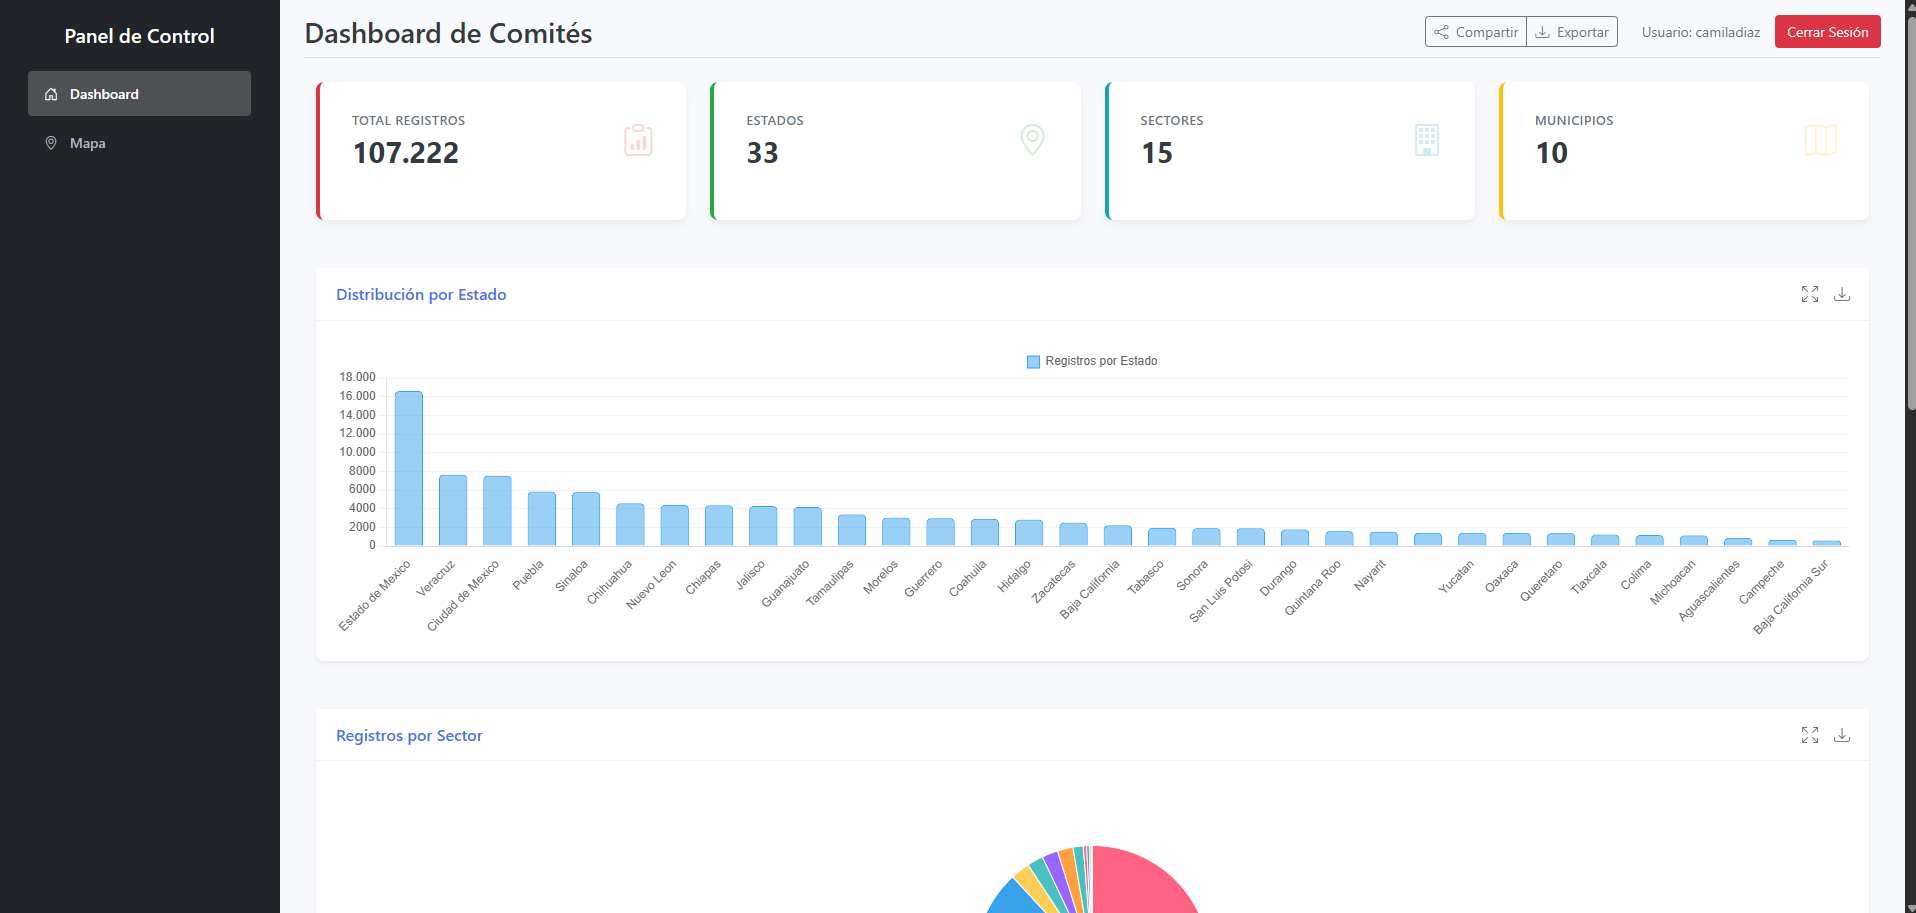 Panel de Control
Dashboard
Mapa
Dashboard de Comités
Compartir
Exportar
Usuario: camiladiaz
Cerrar Sesión
TOTAL REGISTROS
107.222
ESTADOS
33
SECTORES
15
MUNICIPIOS
10
Distribución por Estado
Registros por Estado
18.000
16.000
14.000
12.000
10.000
8000
6000
4000
2000
0
Estado de Mexico
Veracruz
Ciudad de Mexico
Puebla
Sinaloa
Chihuahua
Nuevo Leon
Chiapas
Jalisco
Guanajuato
Tamaulipas
Morelos
Guerrero
Coahuila
Hidalgo
Zacatecas
Baja California
Tabasco
Sonora
San Luis Potosi
Durango
Quintana Roo
Nayarit
Yucatan
Oaxaca
Queretaro
Tlaxcala
Colima
Michoacan
Aguascalientes
Campeche
Baja California Sur
Registros por Sector